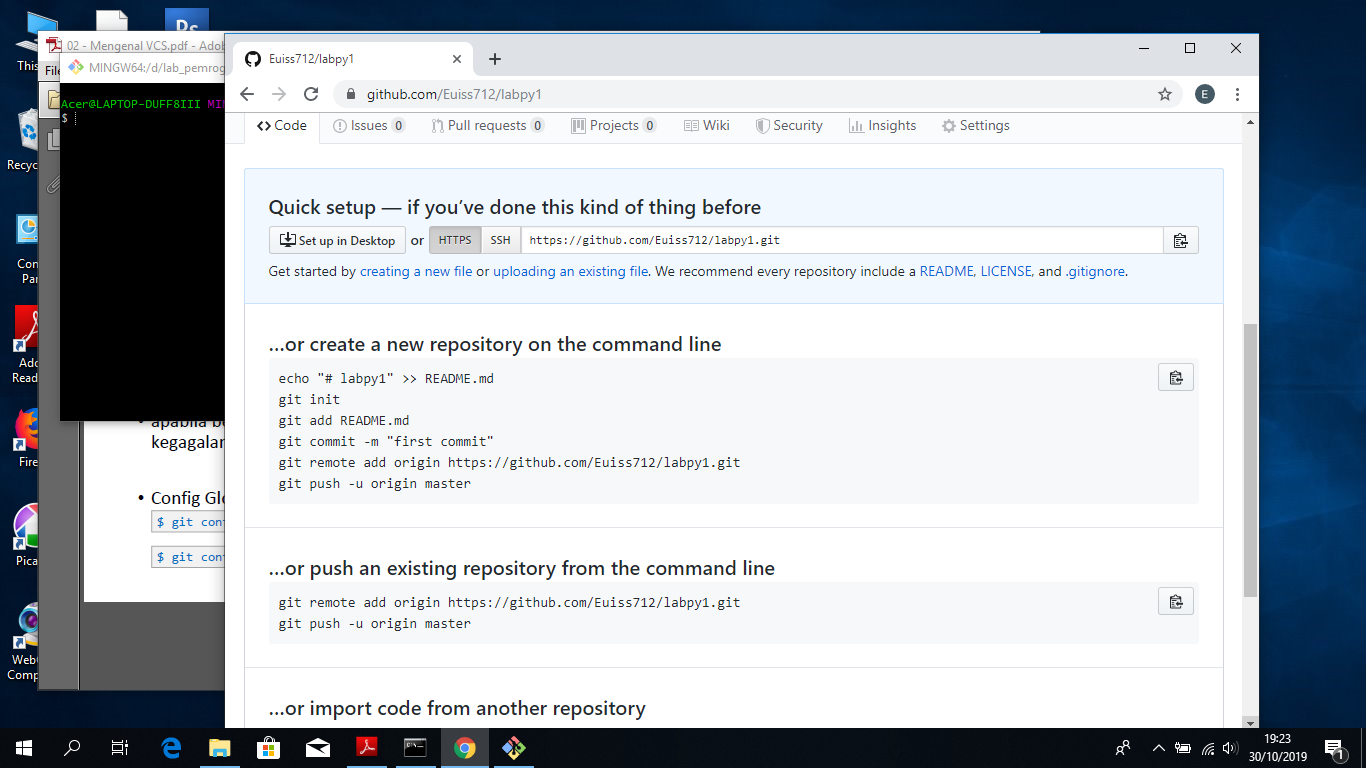 This
Recyc
Con
Par
Ado
Read
Fire
Pica
Web
Comp
02 - Mengenal VCS.pdf - Adob
File
MINGW64:/d/lab_pemrog
Acer@LAPTOP-DUFF8III MIN
$
apabila be
kegagalan
• Config Glo
$ git conf
$ git conf
Euiss712/labpy1
github.com/Euiss712/labpy1
E
Code
Issues 0
Pull requests 0
Projects 0
Wiki
Security
Insights
Settings
Quick setup — if you’ve done this kind of thing before
Set up in Desktop or HTTPS SSH https://github.com/Euiss712/labpy1.git
Get started by creating a new file or uploading an existing file. We recommend every repository include a README, LICENSE, and .gitignore.
…or create a new repository on the command line
echo "# labpy1" >> README.md
git init
git add README.md
git commit -m "first commit"
git remote add origin https://github.com/Euiss712/labpy1.git
git push -u origin master
…or push an existing repository from the command line
git remote add origin https://github.com/Euiss712/labpy1.git
git push -u origin master
…or import code from another repository
19:23
30/10/2019
1